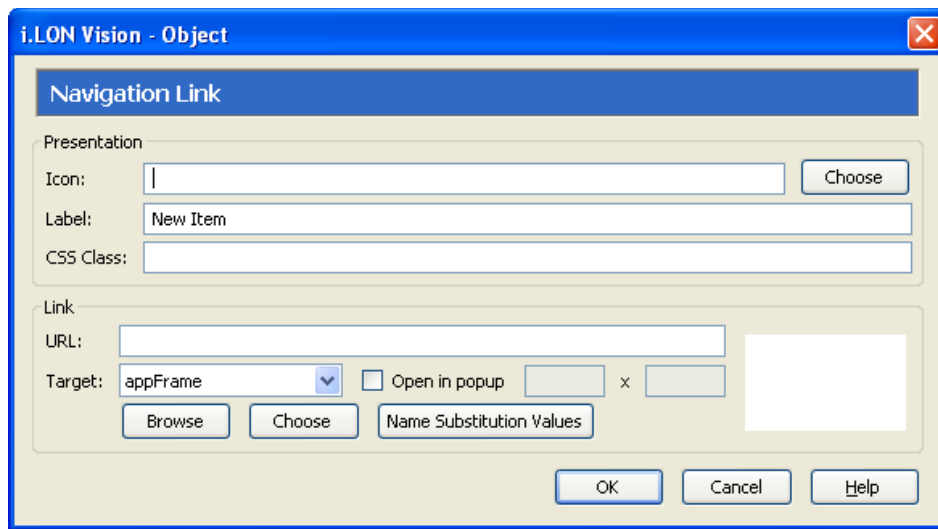 i.LON Vision - Object
Navigation Link
Presentation
Icon: Choose
Label: New Item
CSS Class:
Link
URL:
Target: appFrame Open in popup x
Browse Choose Name Substitution Values
OK Cancel Help